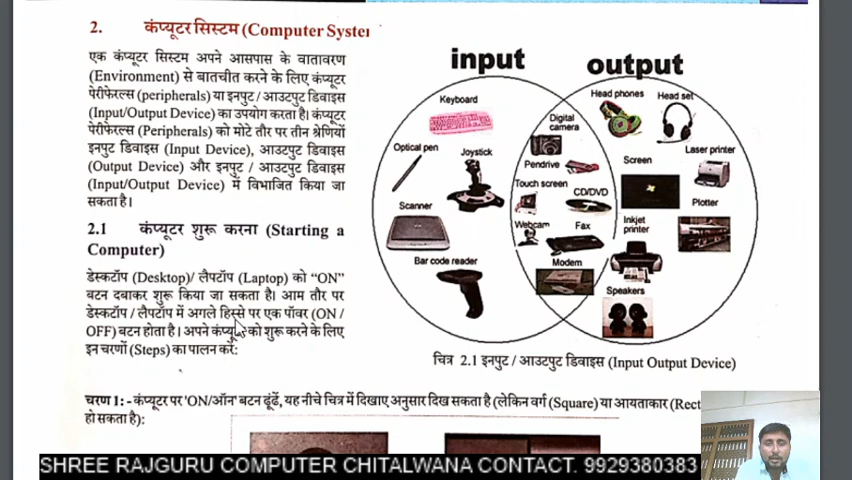 2. कंप्यूटर सिस्टम (Computer System
एक कंप्यूटर सिस्टम अपने आसपास के वातावरण
(Environment) से बातचीत करने के लिए कंप्यूटर
पेरीफेरल्स (peripherals) या इनपुट / आउटपुट डिवाइस
(Input/Output Device) का उपयोग करता है। कंप्यूटर
पेरीफेरल्स (Peripherals) को मोटे तौर पर तीन श्रेणियों
इनपुट डिवाइस (Input Device), आउटपुट डिवाइस
(Output Device) और इनपुट / आउटपुट डिवाइस
(Input/Output Device) में विभाजित किया जा
सकता है।
2.1 कंप्यूटर शुरू करना (Starting a
Computer)
डेस्कटॉप (Desktop)/ लैपटॉप (Laptop) को “ON”
बटन दबाकर शुरू किया जा सकता है। आम तौर पर
डेस्कटॉप / लैपटॉप में अगले हिस्से पर एक पॉवर (ON /
OFF) बटन होता है। अपने कंप्यूटर को शुरू करने के लिए
इन चरणों (Steps) का पालन करें:
input
output
Keyboard
Optical pen
Joystick
Scanner
Bar code reader
Digital
camera
Pendrive
Touch screen
CD/DVD
Webcam
Fax
Modem
Head phones
Head set
Screen
Laser printer
Plotter
Inkjet
printer
Speakers
चित्र 2.1 इनपुट / आउटपुट डिवाइस (Input Output Device)
चरण 1: - कंप्यूटर पर 'ON/ऑन' बटन ढूंढें, यह नीचे चित्र में दिखाए अनुसार दिख सकता है (लेकिन वर्ग (Square) या आयताकार (Rect
हो सकता है):
SHREE RAJGURU COMPUTER CHITALWANA CONTACT. 9929380383